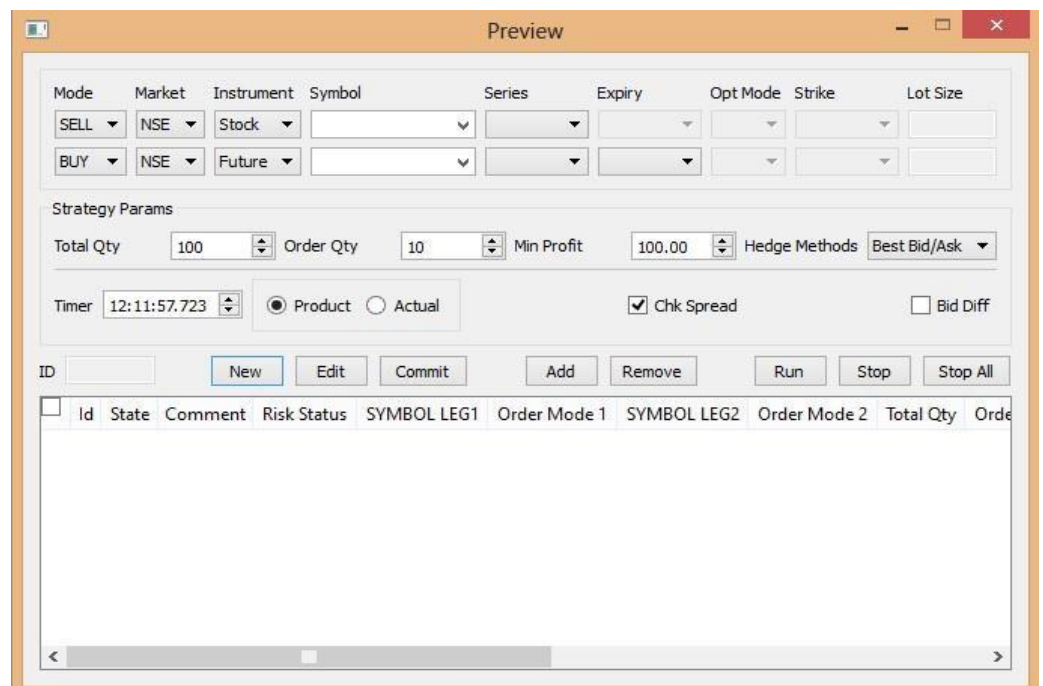 Preview
Mode Market Instrument Symbol Series Expiry Opt Mode Strike Lot Size
SELL NSE Stock
BUY NSE Future
Strategy Params
Total Qty 100 Order Qty 10 Min Profit 100.00 Hedge Methods Best Bid/Ask
Timer 12:11:57.723 Product Actual Chk Spread Bid Diff
ID New Edit Commit Add Remove Run Stop Stop All
Id State Comment Risk Status SYMBOL LEG1 Order Mode 1 SYMBOL LEG2 Order Mode 2 Total Qty Orde